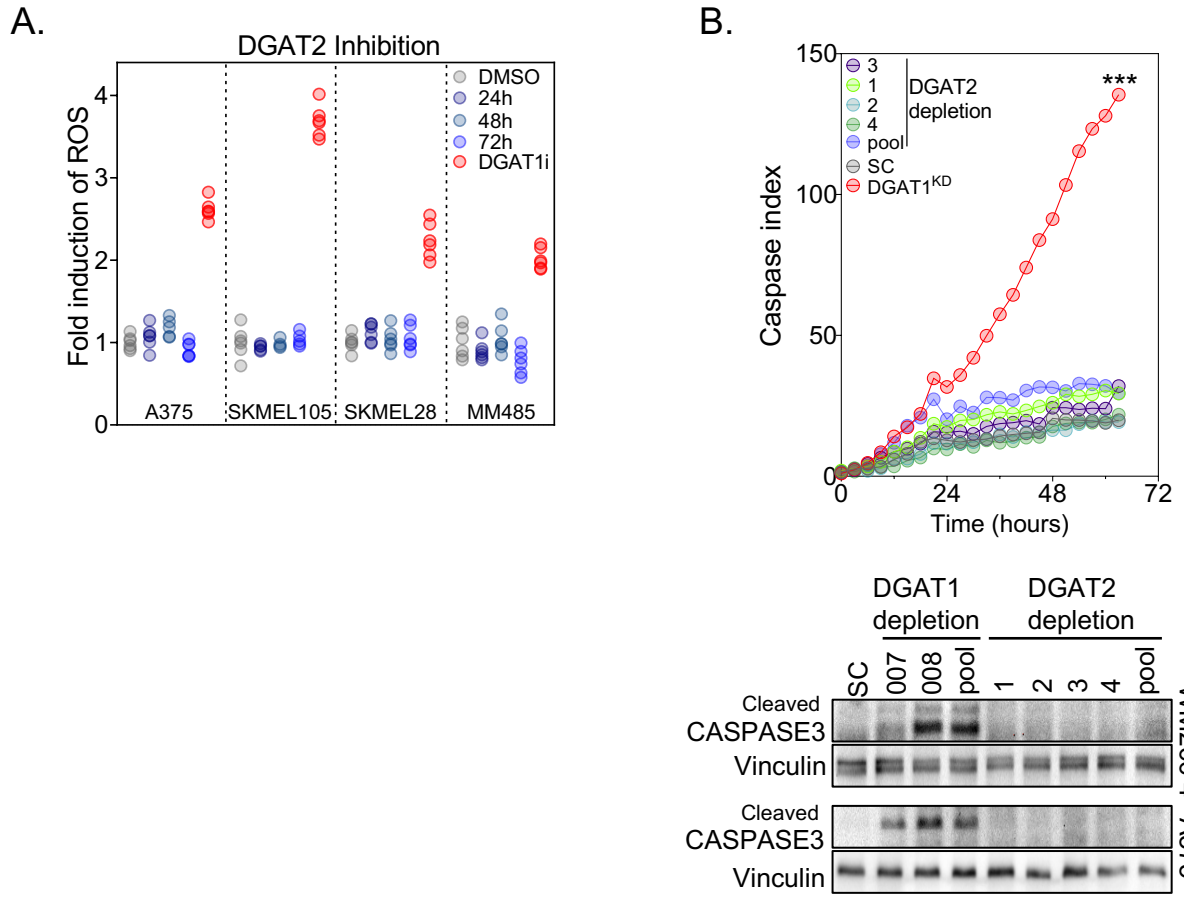 A.
DGAT2 Inhibition
Fold induction of ROS
4
3
2
1
0
DMSO
24h
48h
72h
DGAT1i
A375
SKMEL105
SKMEL28
MM485
B.
Caspase index
150
100
50
0
***
3
1
2
4
pool
DGAT2
depletion
SC
DGAT1KD
0
24
48
72
Time (hours)
DGAT1
depletion
DGAT2
depletion
SC
007
008
pool
1
2
3
4
pool
Cleaved
CASPASE3
Vinculin
Cleaved
CASPASE3
Vinculin